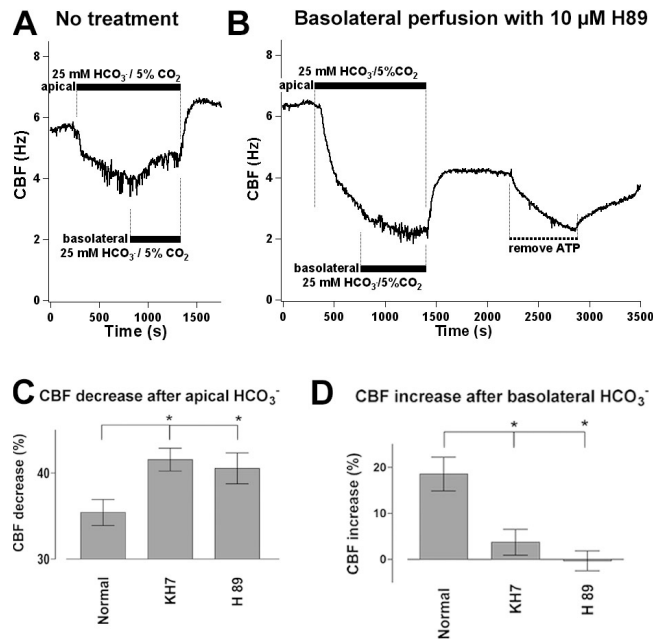 A
No treatment
8
6
4
2
0
CBF (Hz)
25 mM HCO₃⁻/ 5% CO₂
apical
basolateral
25 mM HCO₃⁻/ 5% CO₂
0
500
1000
1500
Time (s)
B
Basolateral perfusion with 10 µM H89
8
6
4
2
0
CBF (Hz)
25 mM HCO₃⁻/5%CO₂
apical
basolateral
25 mM HCO₃⁻/5%CO₂
remove ATP
0
500
1000
1500
2000
2500
3000
3500
Time (s)
C
CBF decrease after apical HCO₃⁻
* *
CBF decrease (%)
40
30
Normal
KH7
H 89
D
CBF increase after basolateral HCO₃⁻
* *
CBF increase (%)
20
10
0
Normal
KH7
H 89